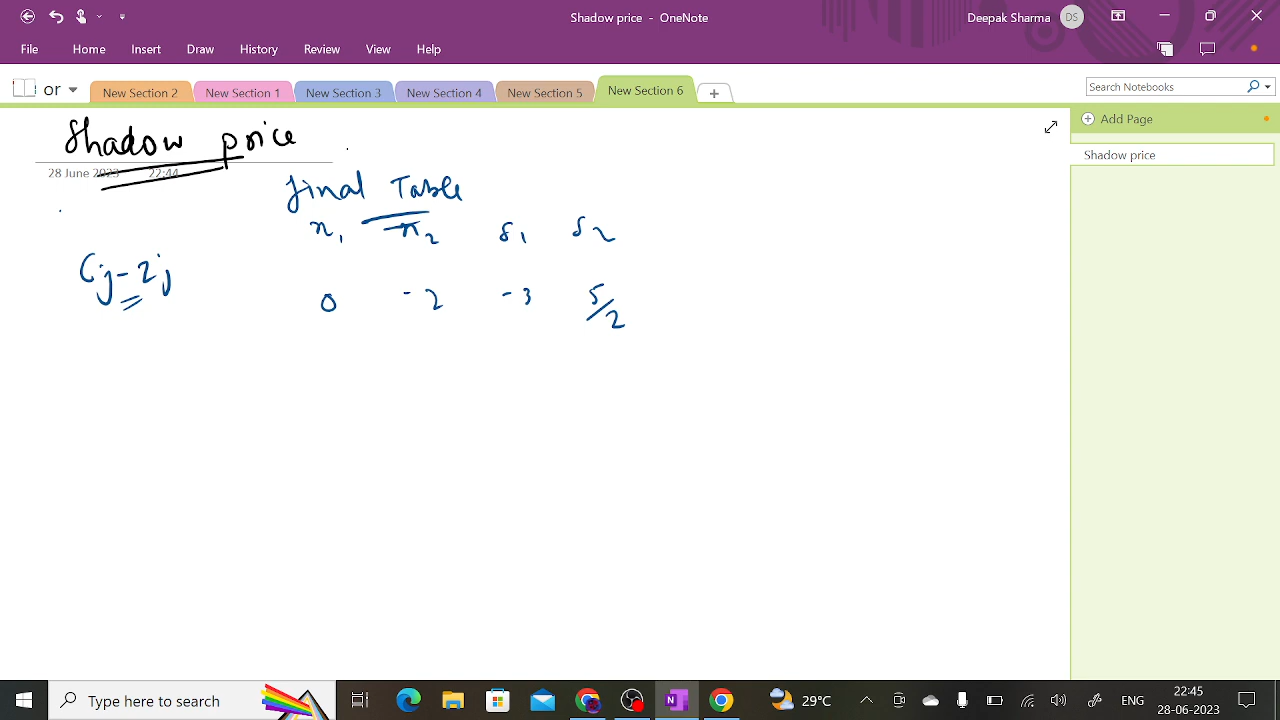 Shadow price - OneNote
Deepak Sharma DS
File Home Insert Draw History Review View Help
or New Section 2 New Section 1 New Section 3 New Section 4 New Section 5 New Section 6 +
Search Notebooks
Add Page
Shadow price
Shadow price
28 June 2023 22:44
final Table
x1 x2 s1 s2
Cj - Zj 0 -2 -3 5/2
Type here to search
29°C
ENG
22:45
28-06-2023